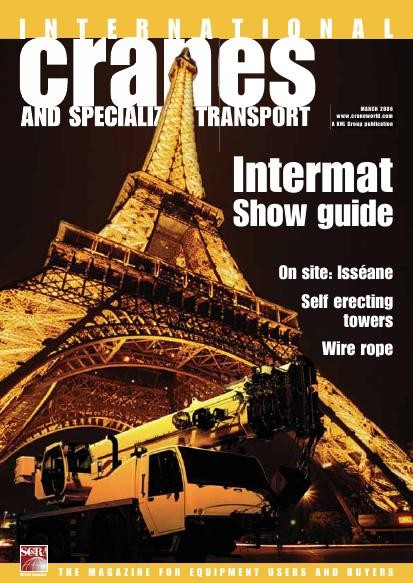 INTERNATIONAL
cranes
AND SPECIALIZ TRANSPORT
MARCH 2006
www.craneworld.com
A KHL Group publication
Intermat
Show guide
On site: Isséane
Self erecting
towers
Wire rope
SCRA
THE MAGAZINE FOR EQUIPMENT USERS AND BUYERS